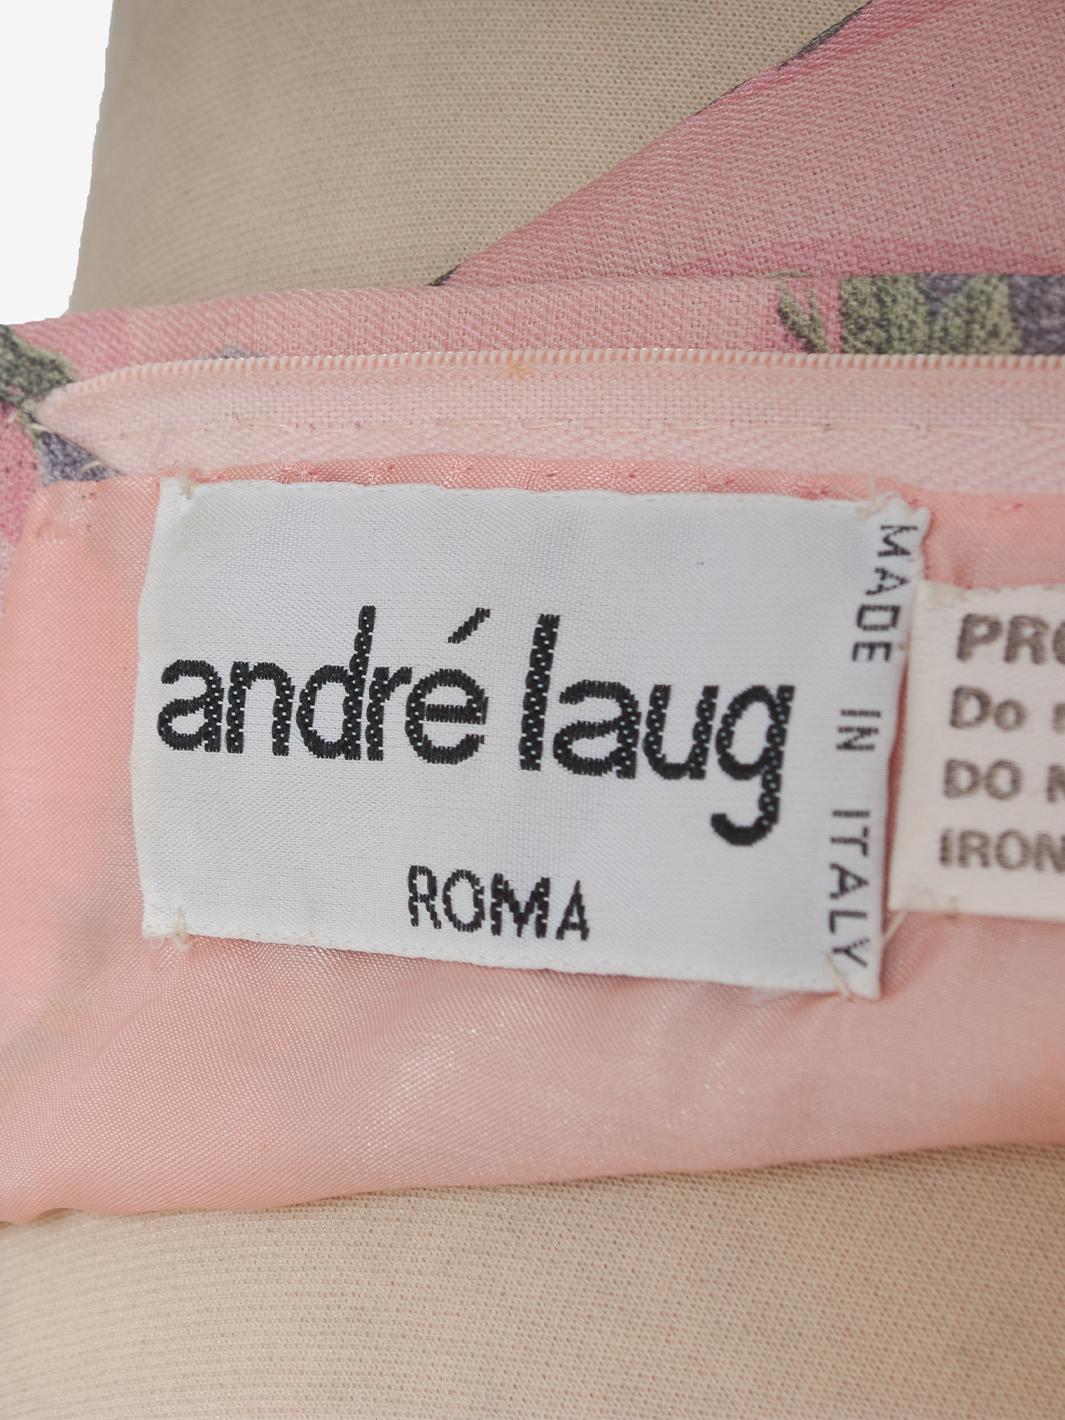 andré laug
ROMA
MADE IN ITALY
Do
DO
IRON